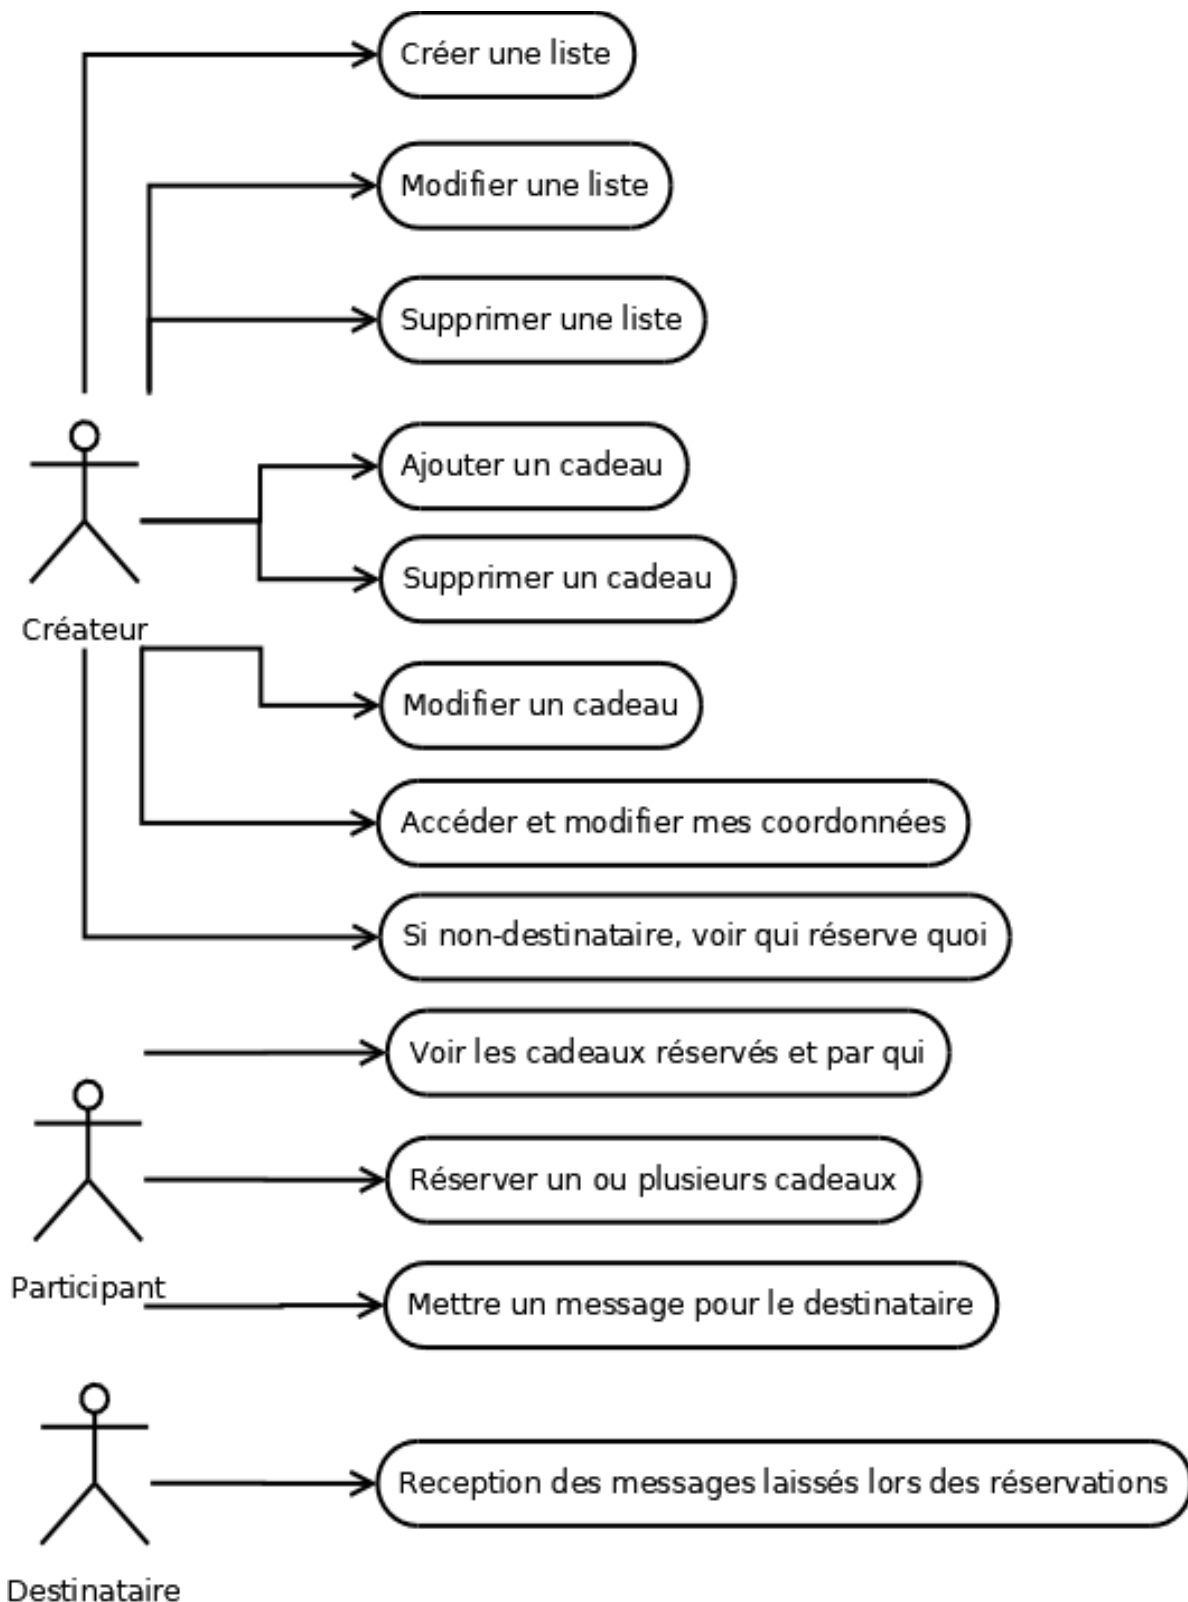 Créer une liste
Modifier une liste
Supprimer une liste
Ajouter un cadeau
Supprimer un cadeau
Créateur
Modifier un cadeau
Accéder et modifier mes coordonnées
Si non-destinataire, voir qui réserve quoi
Voir les cadeaux réservés et par qui
Réserver un ou plusieurs cadeaux
Participant
Mettre un message pour le destinataire
Reception des messages laissés lors des réservations
Destinataire